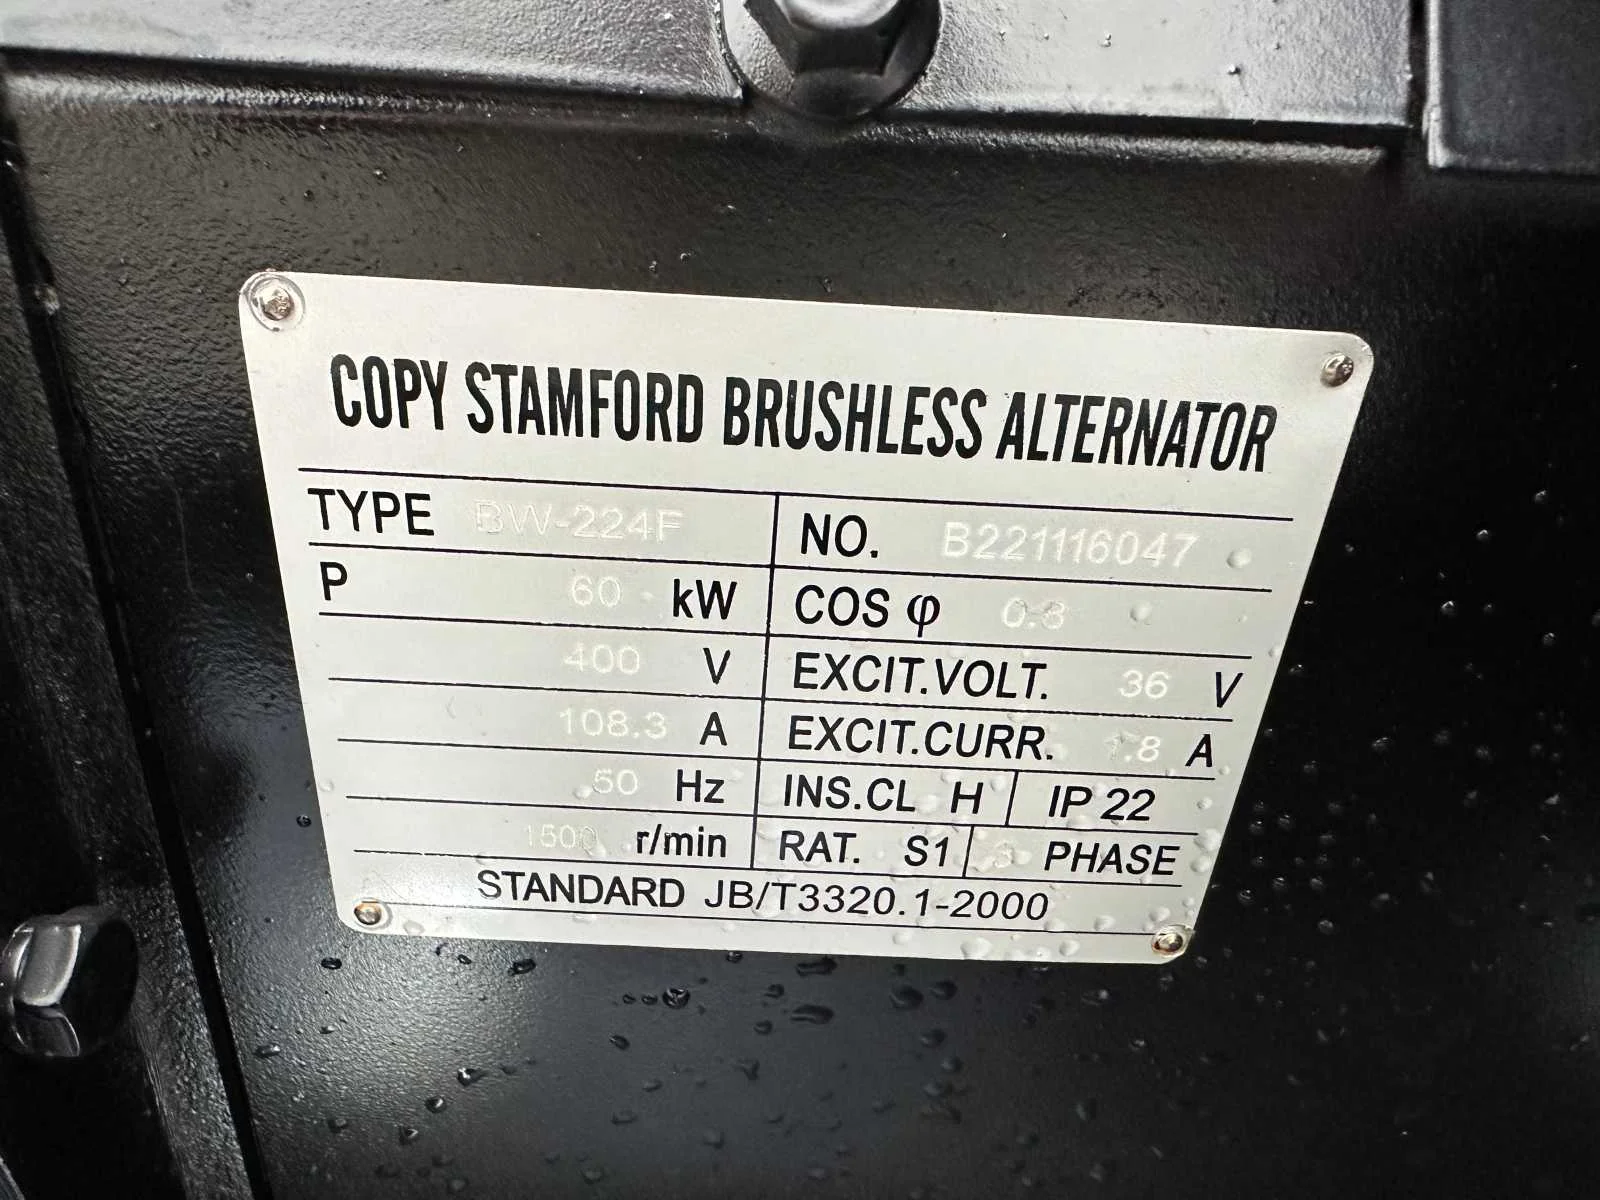 COPY STAMFORD BRUSHLESS ALTERNATOR
TYPE BW-224F NO. B221116047
P 60 kW COS φ 0.8
400 V EXCIT.VOLT. 36 V
108.3 A EXCIT.CURR. 1.8 A
50 Hz INS.CL H IP 22
1500 r/min RAT. S1 3 PHASE
STANDARD JB/T3320.1-2000